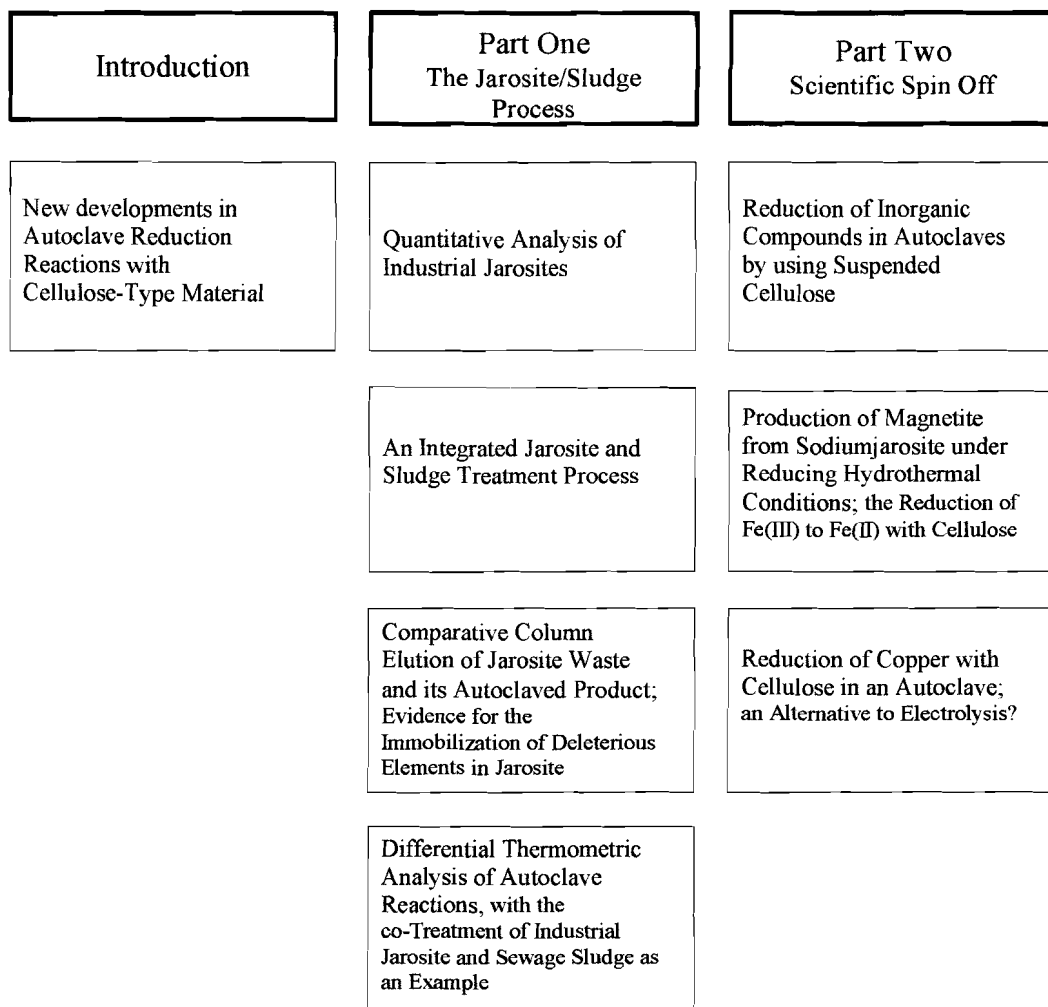 Introduction
New developments in
Autoclave Reduction
Reactions with
Cellulose-Type Material
Part One
The Jarosite/Sludge
Process
Quantitative Analysis of
Industrial Jarosites
An Integrated Jarosite and
Sludge Treatment Process
Comparative Column
Elution of Jarosite Waste
and its Autoclaved Product;
Evidence for the
Immobilization of Deleterious
Elements in Jarosite
Differential Thermometric
Analysis of Autoclave
Reactions, with the
co-Treatment of Industrial
Jarosite and Sewage Sludge as
an Example
Part Two
Scientific Spin Off
Reduction of Inorganic
Compounds in Autoclaves
by using Suspended
Cellulose
Production of Magnetite
from Sodiumjarosite under
Reducing Hydrothermal
Conditions; the Reduction of
Fe(III) to Fe(II) with Cellulose
Reduction of Copper with
Cellulose in an Autoclave;
an Alternative to Electrolysis?